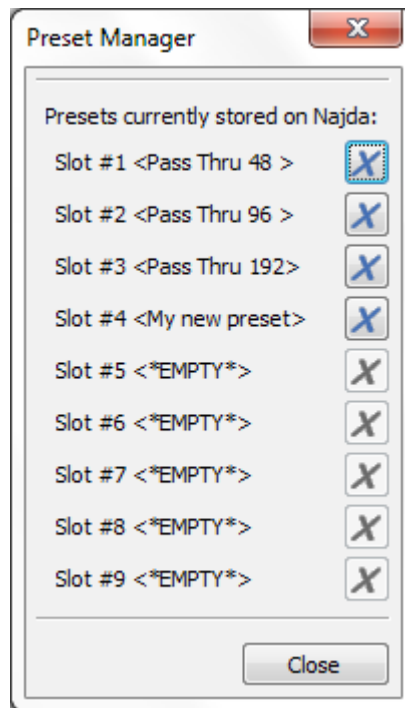 Preset Manager
Presets currently stored on Najda:
Slot #1 <Pass Thru 48 >
Slot #2 <Pass Thru 96 >
Slot #3 <Pass Thru 192>
Slot #4 <My new preset>
Slot #5 <*EMPTY*>
Slot #6 <*EMPTY*>
Slot #7 <*EMPTY*>
Slot #8 <*EMPTY*>
Slot #9 <*EMPTY*>
Close